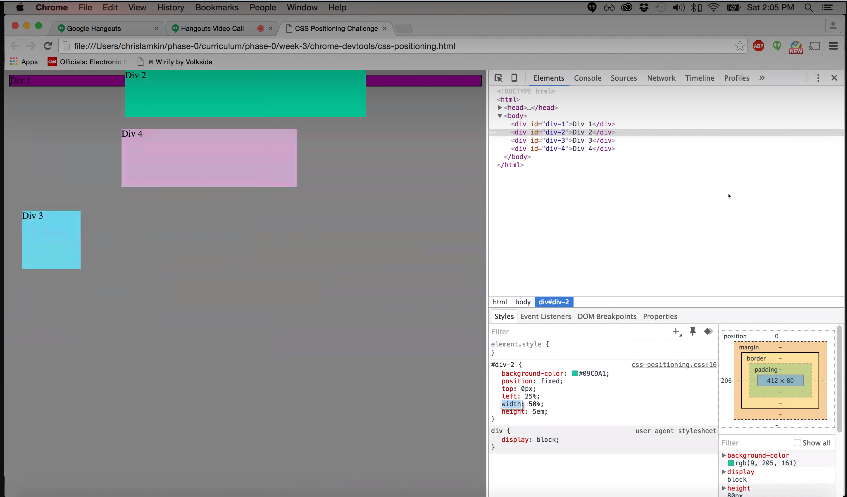 Chrome File Edit View History Bookmarks People Window Help Sat 2:05 PM
Google Hangouts × Hangouts Video Call × CSS Positioning Challenge ×
file:///Users/chrislamkin/phase-0/curriculum/phase-0/week-3/chrome-devtools/css-positioning.html
Apps Officials: Electronic Wirify by Volkside
Div 1
Div 2
Div 4
Div 3
Elements Console Sources Network Timeline Profiles »
<!DOCTYPE html>
<html>
<head>…</head>
<body>
<div id="div-1">Div 1</div>
<div id="div-2">Div 2</div>
<div id="div-3">Div 3</div>
<div id="div-4">Div 4</div>
</body>
</html>
html body div#div-2
Styles Event Listeners DOM Breakpoints Properties
Filter
element.style {
}
#div-2 { css-positioning.css:16
background-color: #09CDA1;
position: fixed;
top: 0px;
left: 25%;
width: 50%;
height: 5em;
}
div { user agent stylesheet
display: block;
}
position 0
margin -
border -
padding -
206 412 × 80
Filter Show all
background-color
rgb(9, 205, 161)
display
block
height
80px